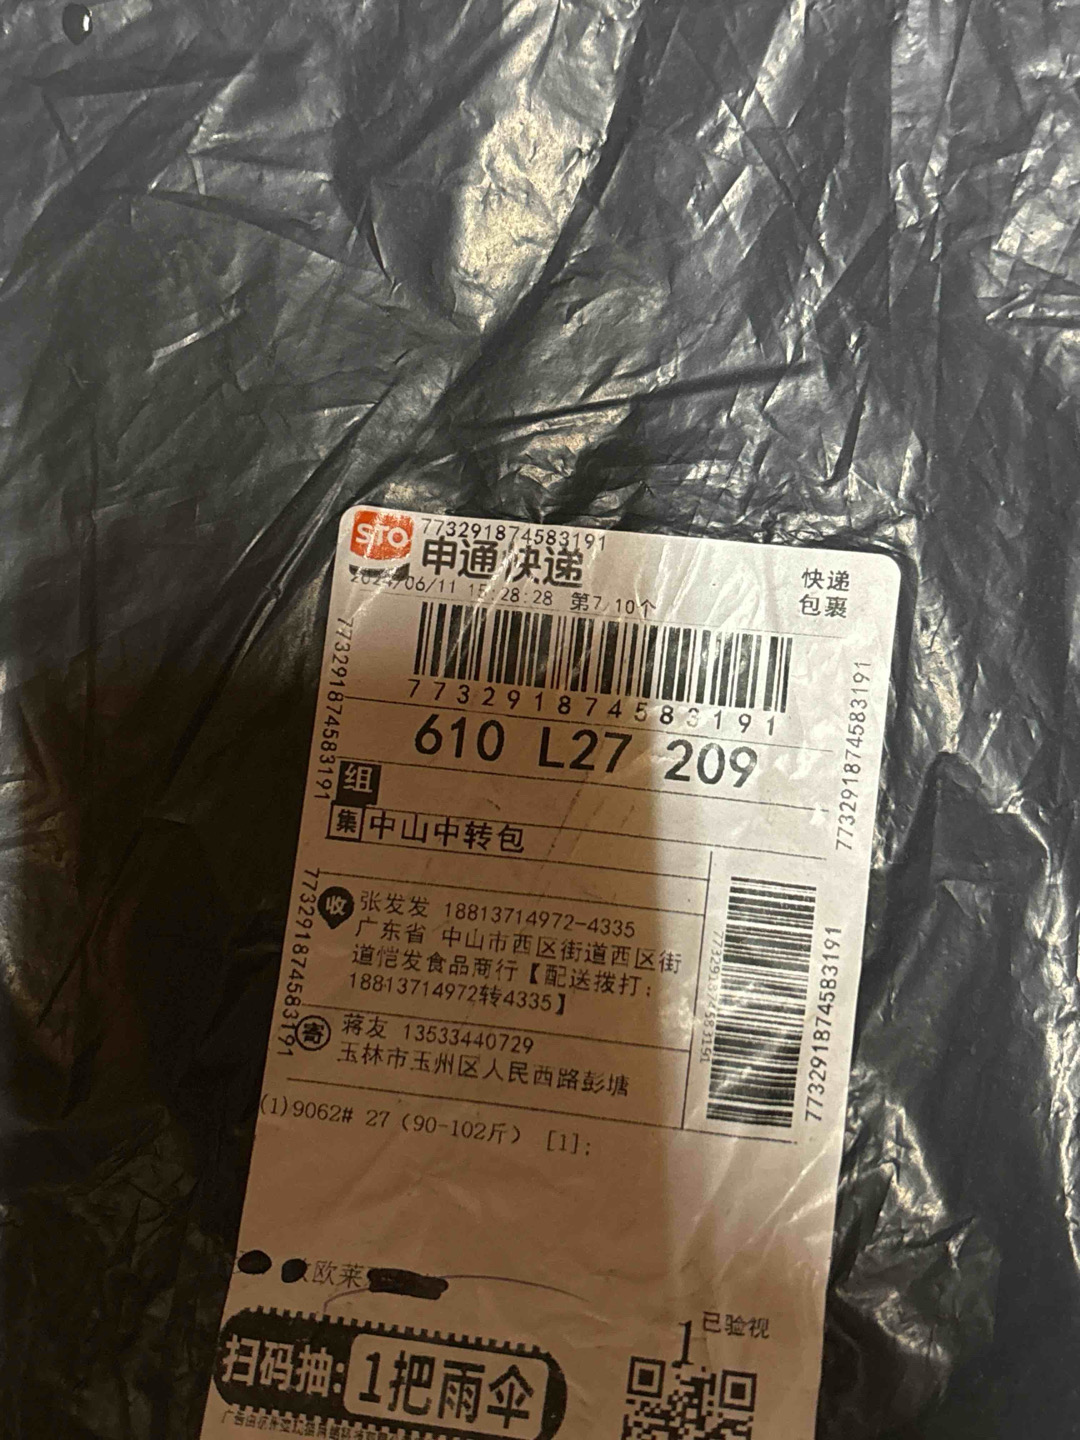 STO 773291874583191
申通快递
快递
包裹
2024/06/11 15:28:28 第7/10个
773291874583191
610 L27 209
组
集 中山中转包
收 张发发 18813714972-4335
广东省 中山市西区街道西区街
道恺发食品商行【配送拨打:
18813714972转4335】
寄 蒋友 13533440729
玉林市玉州区人民西路彭塘
(1)9062# 27（90-102斤） [1];
773291874583191
773291874583191
773291874583191
773291874583191
773291874583191
欧莱
1 已验视
扫码抽: 1把雨伞